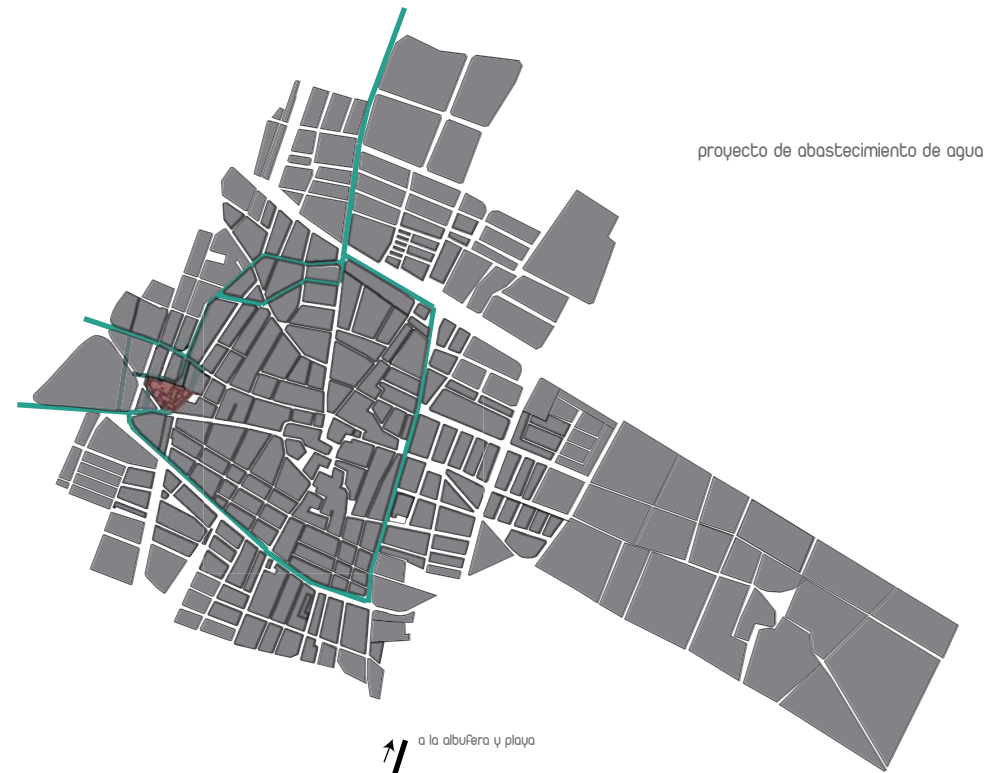 proyecto de abastecimiento de agua
a la albufera y playa